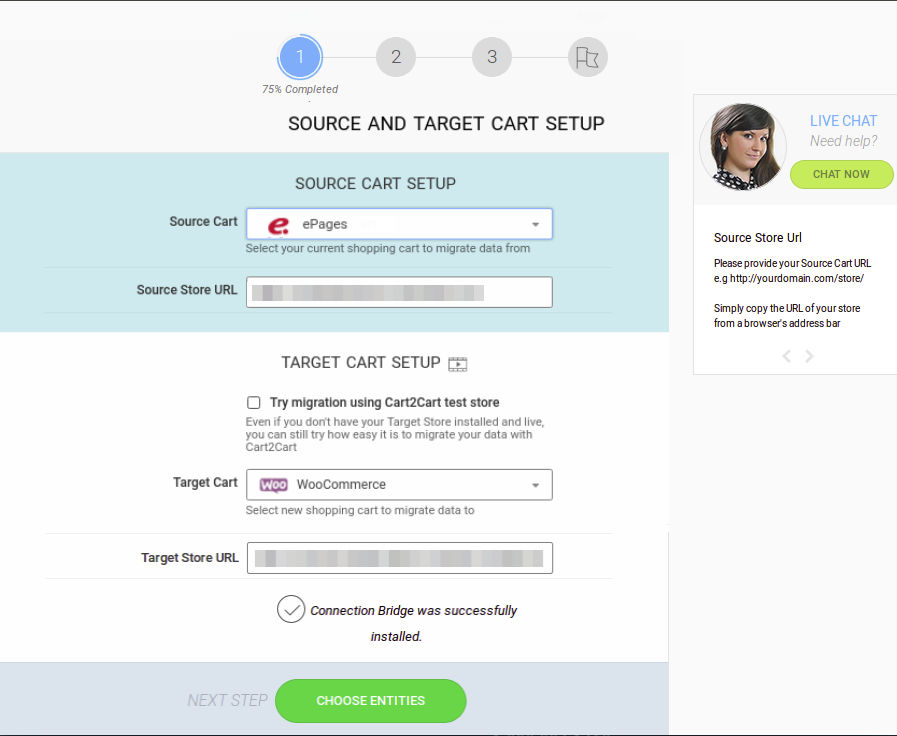 1
2
3
75% Completed
SOURCE AND TARGET CART SETUP
LIVE CHAT
Need help?
CHAT NOW
SOURCE CART SETUP
Source Cart
e. ePages
Select your current shopping cart to migrate data from
Source Store URL
Source Store Url
Please provide your Source Cart URL
e.g http://yourdomain.com/store/
Simply copy the URL of your store
from a browser's address bar
TARGET CART SETUP
Try migration using Cart2Cart test store
Even if you don't have your Target Store installed and live,
you can still try how easy it is to migrate your data with
Cart2Cart
Target Cart
WOO WooCommerce
Select new shopping cart to migrate data to
Target Store URL
Connection Bridge was successfully
installed.
NEXT STEP
CHOOSE ENTITIES